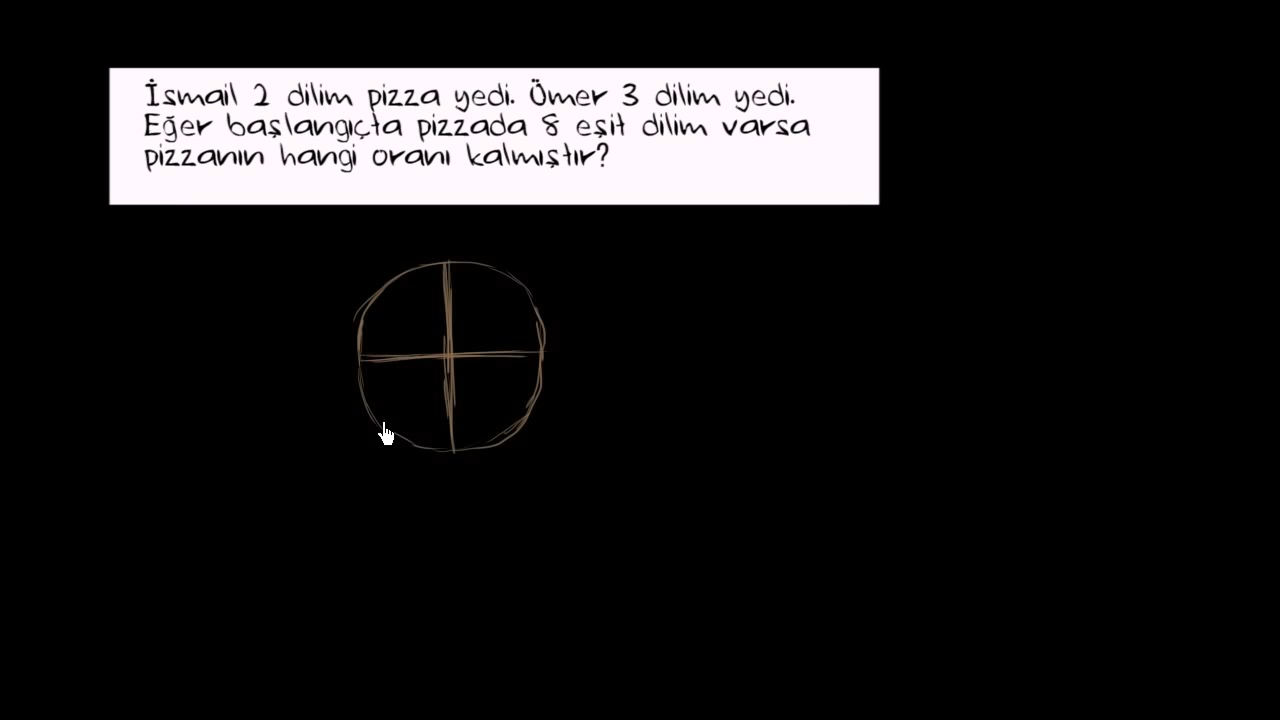 İsmail 2 dilim pizza yedi. Ömer 3 dilim yedi.
Eğer başlangıçta pizzada 8 eşit dilim varsa
pizzanın hangi oranı kalmıştır?